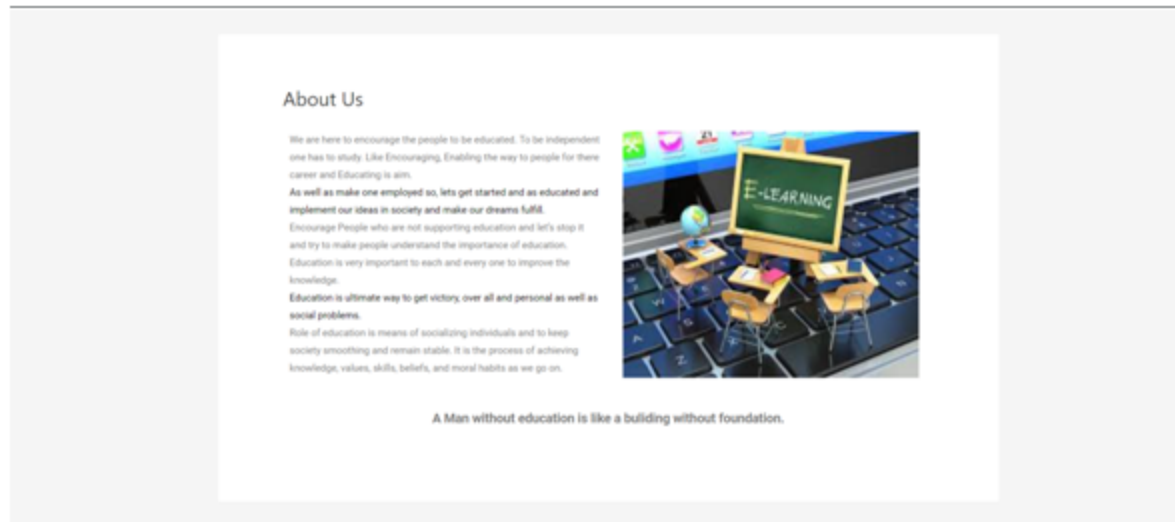 About Us
We are here to encourage the people to be educated. To be independent
one has to study. Like Encouraging, Enabling the way to people for there
career and Educating is aim.
As well as make one employed so, lets get started and as educated and
implement our ideas in society and make our dreams fulfill.
Encourage People who are not supporting education and let's stop it
and try to make people understand the importance of education.
Education is very important to each and every one to improve the
knowledge.
Education is ultimate way to get victory, over all and personal as well as
social problems.
Role of education is means of socializing individuals and to keep
society smoothing and remain stable. It is the process of achieving
knowledge, values, skills, beliefs, and moral habits as we go on.
21
E-LEARNING
A
Z
A Man without education is like a buliding without foundation.